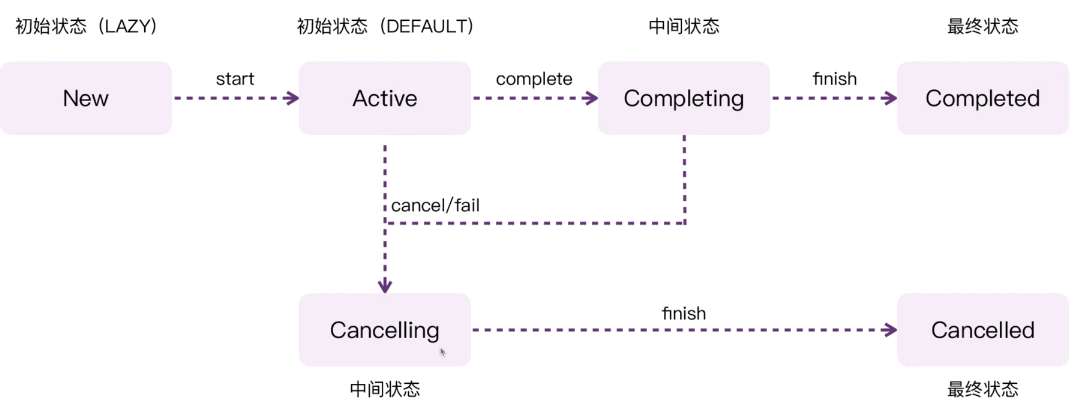 初始状态（LAZY）
初始状态（DEFAULT）
中间状态
最终状态
New
start
Active
complete
Completing
finish
Completed
cancel/fail
Cancelling
finish
Cancelled
中间状态
最终状态